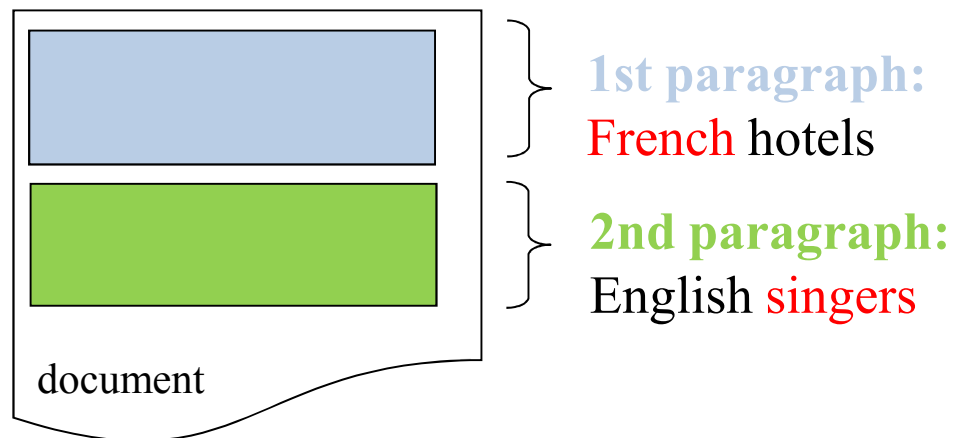 1st paragraph:
French hotels
2nd paragraph:
English singers
document